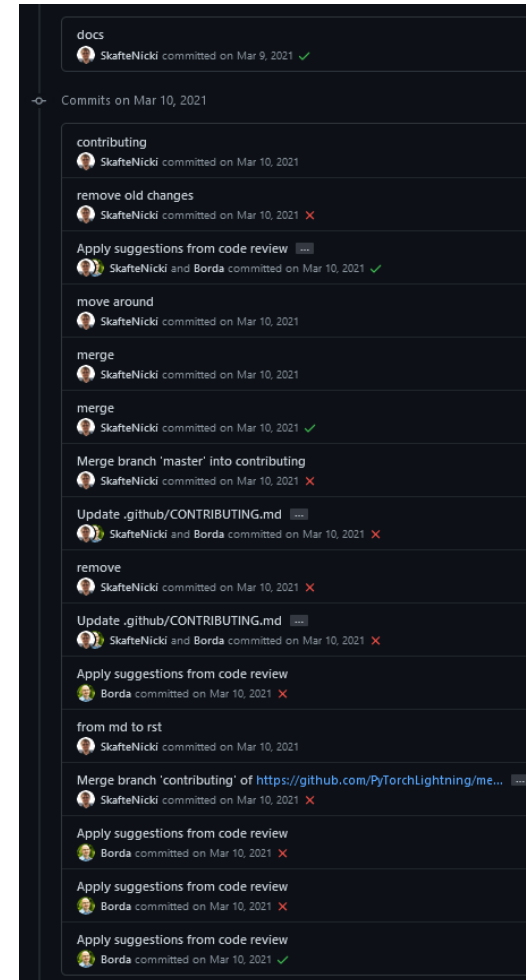 docs
SkafteNicki committed on Mar 9, 2021
Commits on Mar 10, 2021
contributing
SkafteNicki committed on Mar 10, 2021
remove old changes
SkafteNicki committed on Mar 10, 2021
Apply suggestions from code review ...
SkafteNicki and Borda committed on Mar 10, 2021
move around
SkafteNicki committed on Mar 10, 2021
merge
SkafteNicki committed on Mar 10, 2021
merge
SkafteNicki committed on Mar 10, 2021
Merge branch 'master' into contributing
SkafteNicki committed on Mar 10, 2021
Update .github/CONTRIBUTING.md ...
SkafteNicki and Borda committed on Mar 10, 2021
remove
SkafteNicki committed on Mar 10, 2021
Update .github/CONTRIBUTING.md ...
SkafteNicki and Borda committed on Mar 10, 2021
Apply suggestions from code review
Borda committed on Mar 10, 2021
from md to rst
SkafteNicki committed on Mar 10, 2021
Merge branch 'contributing' of https://github.com/PyTorchLightning/me... ...
SkafteNicki committed on Mar 10, 2021
Apply suggestions from code review
Borda committed on Mar 10, 2021
Apply suggestions from code review
Borda committed on Mar 10, 2021
Apply suggestions from code review
Borda committed on Mar 10, 2021